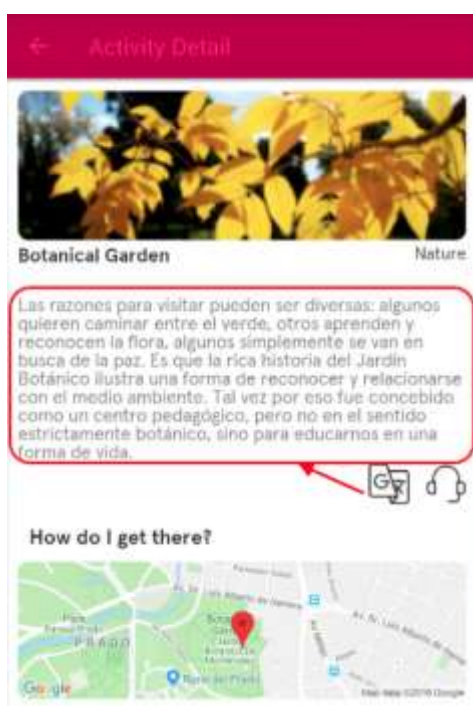 Activity Detail
Botanical Garden
Nature
Las razones para visitar pueden ser diversas: algunos
quieren caminar entre el verde, otros aprenden y
reconocen la flora, algunos simplemente se van en
busca de la paz. Es que la rica historia del Jardín
Botánico ilustra una forma de reconocer y relacionarse
con el medio ambiente. Tal vez por eso fue concebido
como un centro pedagógico, pero no en el sentido
estrictamente botánico, sino para educarnos en una
forma de vida.
How do I get there?
PRADO
Google